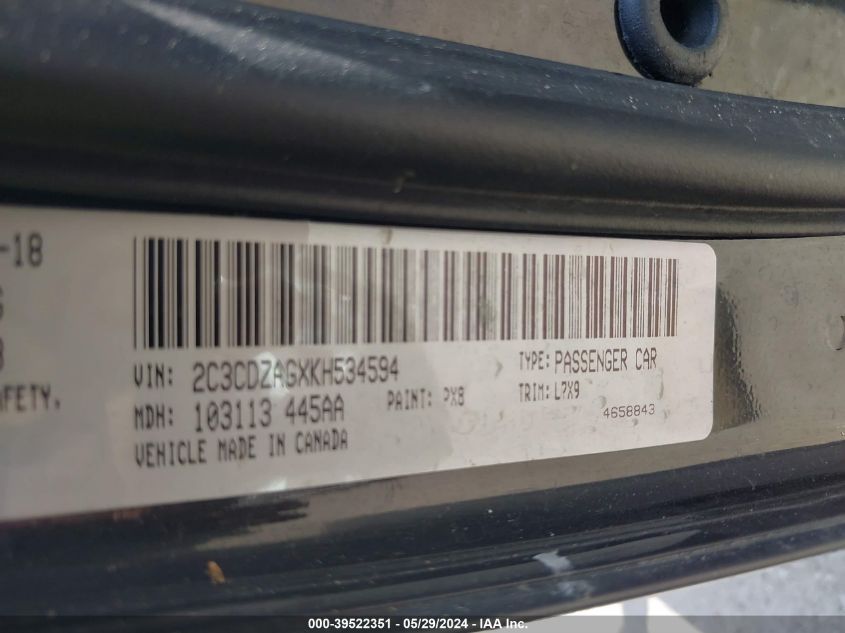 -18
AFETY.
VIN: 2C3CDZAGXKH534594
TYPE: PASSENGER CAR
MDH: 103113 445AA
PAINT: PX8
TRIM: L7X9
VEHICLE MADE IN CANADA
4658843
000-39522351 - 05/29/2024 - IAA Inc.